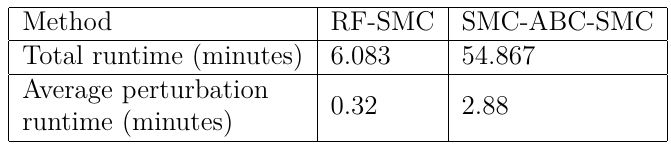 Method RF-SMC SMC-ABC-SMC
Total runtime (minutes) 6.083 54.867
Average perturbation
runtime (minutes) 0.32 2.88